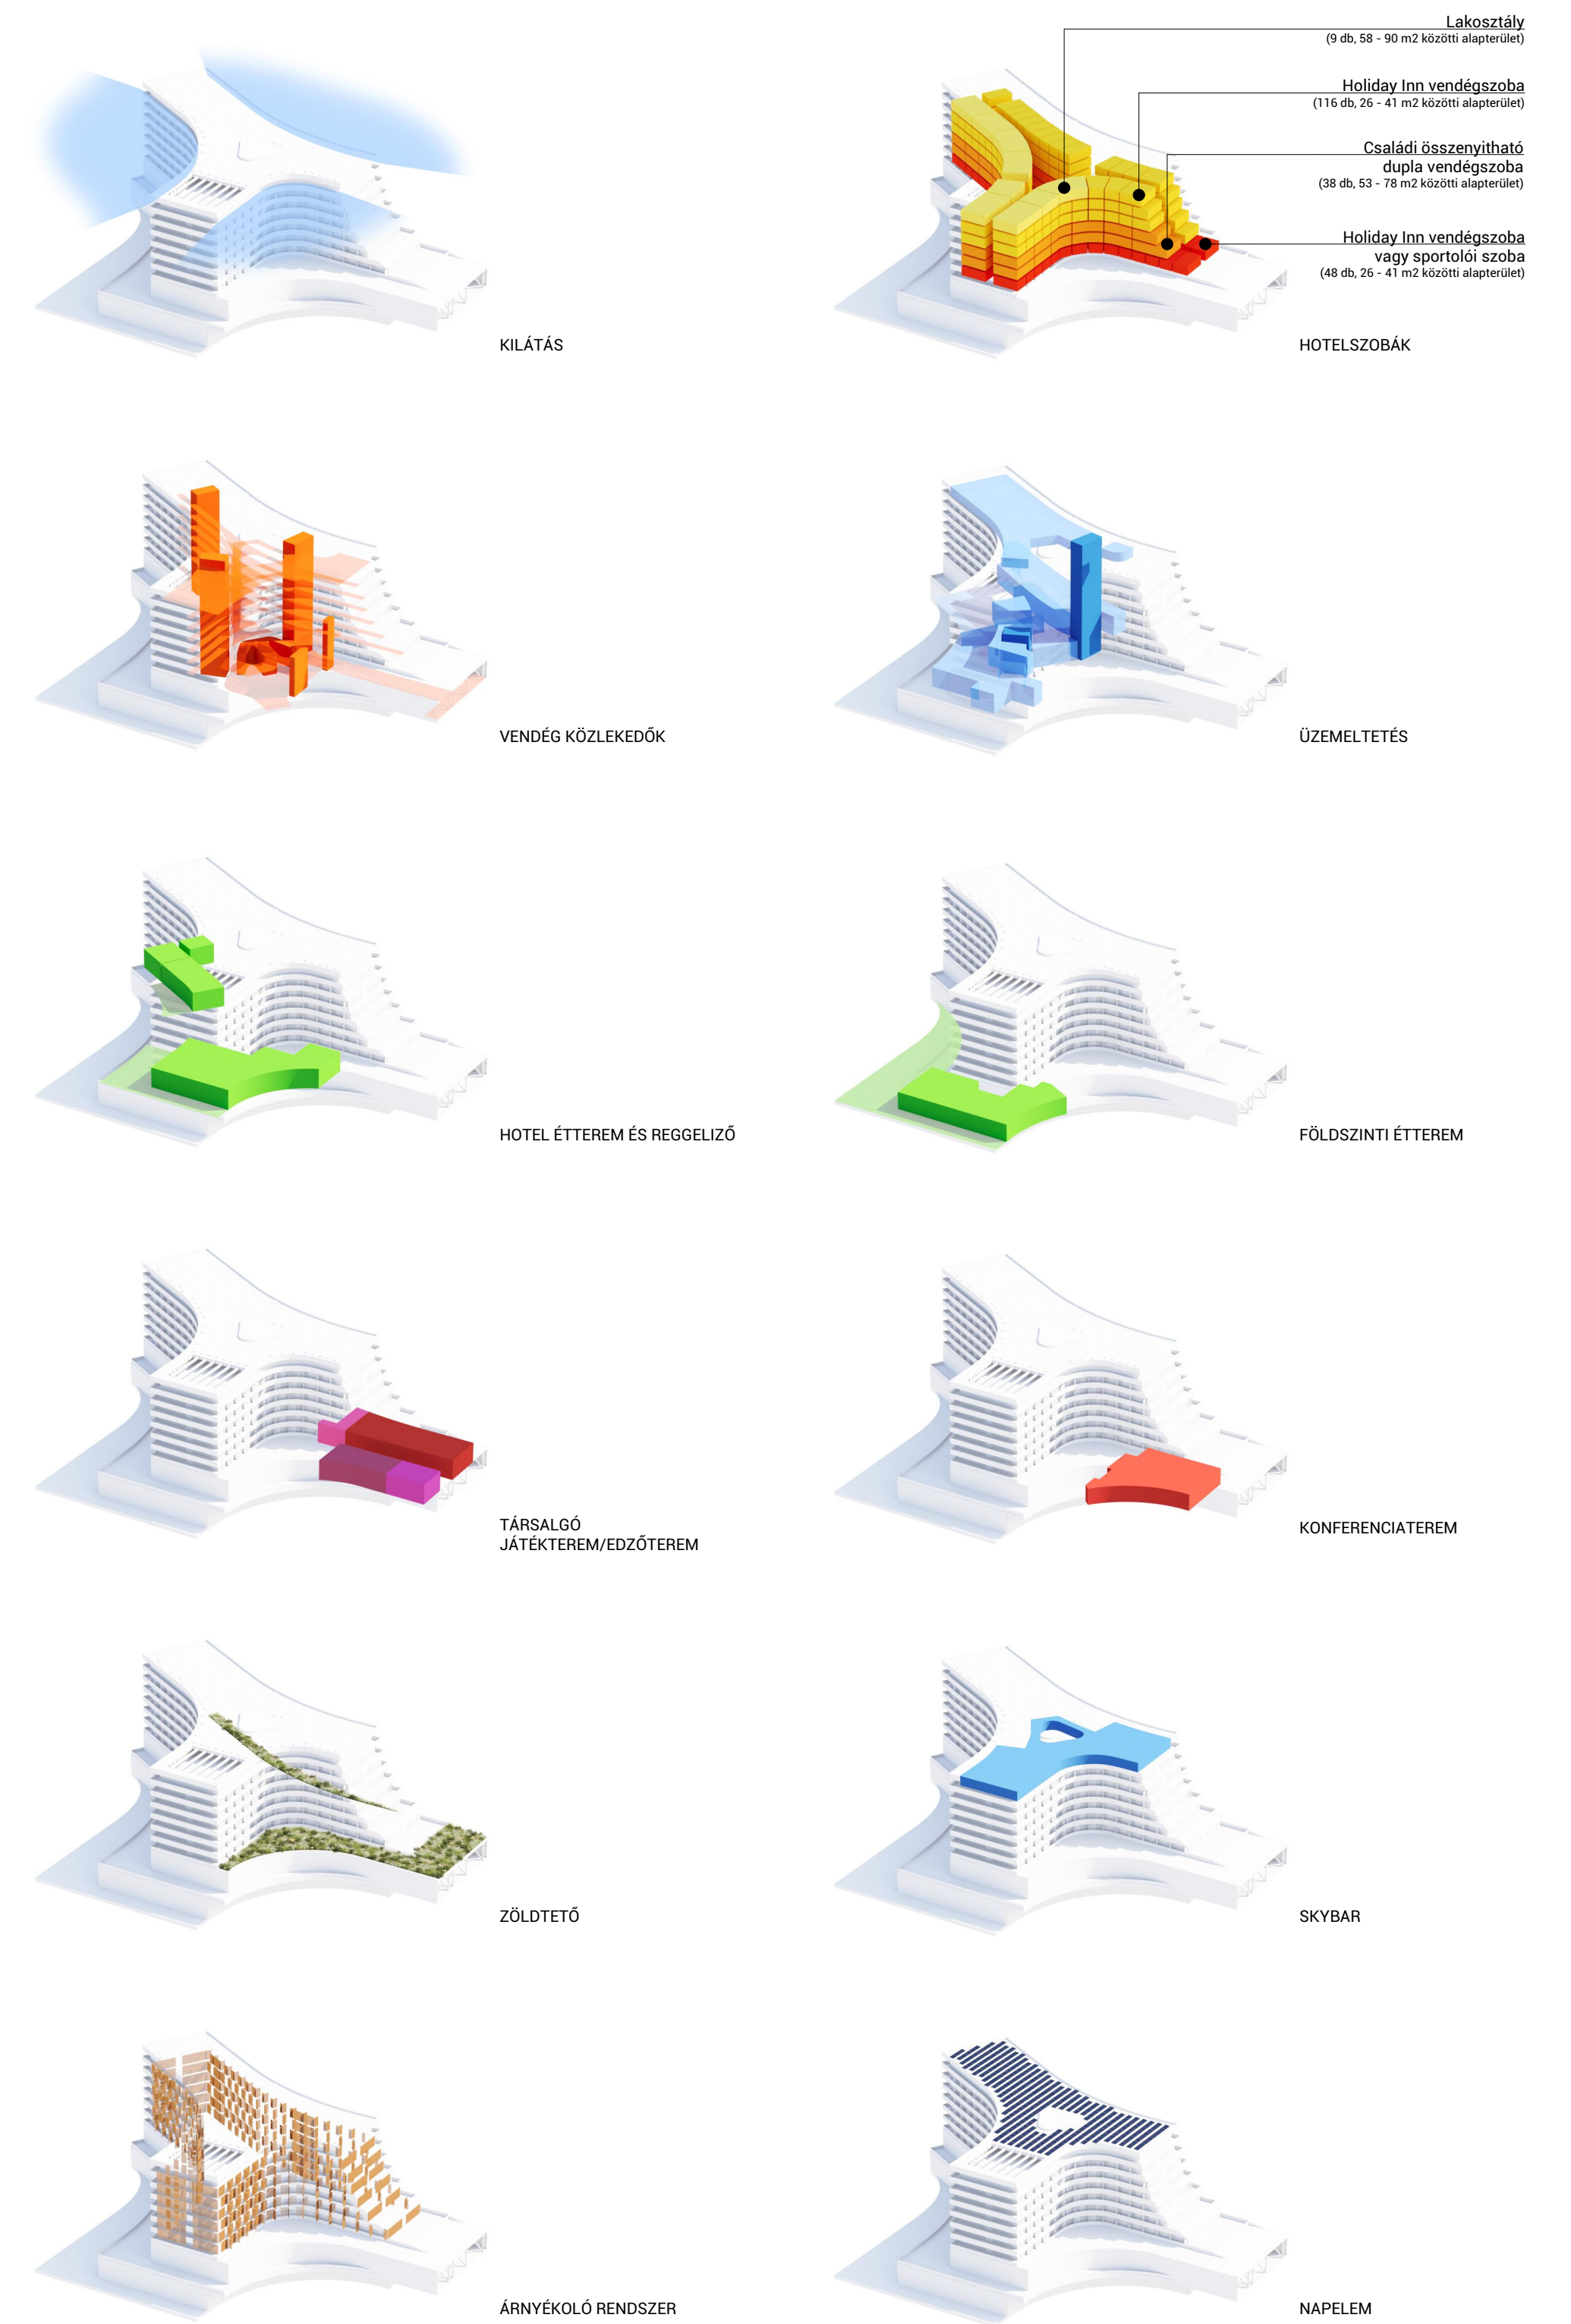 Lakosztály
(9 db, 58 - 90 m2 közötti alapterület)
Holiday Inn vendégszoba
(116 db, 26 - 41 m2 közötti alapterület)
Családi összenyitható
dupla vendégszoba
(38 db, 53 - 78 m2 közötti alapterület)
Holiday Inn vendégszoba
vagy sportolói szoba
(48 db, 26 - 41 m2 közötti alapterület)
KILÁTÁS
HOTELSZOBÁK
VENDÉG KÖZLEKEDŐK
ÜZEMELTETÉS
HOTEL ÉTTEREM ÉS REGGELIZŐ
FÖLDSZINTI ÉTTEREM
TÁRSALGÓ
JÁTÉKTEREM/EDZŐTEREM
KONFERENCIATEREM
ZÖLDTETŐ
SKYBAR
ÁRNYÉKOLÓ RENDSZER
NAPELEM